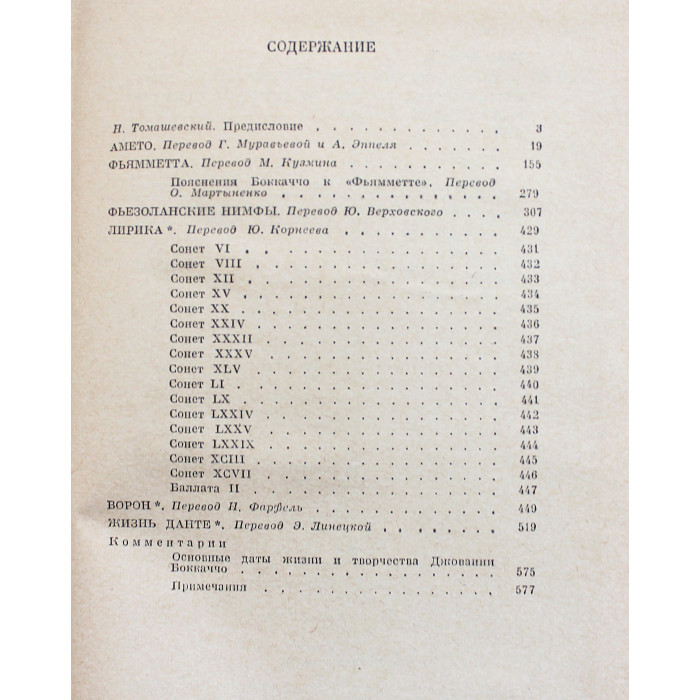 СОДЕРЖАНИЕ
Н. Томашевский. Предисловие . . . . . . . . . . . . 3
АМЕТО. Перевод Г. Муравьевой и А. Эппеля . . . . . . 19
ФЬЯММЕТТА. Перевод М. Кузмина . . . . . . . . . . 155
Пояснения Боккаччо к «Фьямметте». Перевод
О. Мартыненко . . . . . . . . . . . . 279
ФЬЕЗОЛАНСКИЕ НИМФЫ. Перевод Ю. Верховского . . . . 307
ЛИРИКА *. Перевод Ю. Корнеева . . . . . . . . . . 429
Сонет VI . . . . . . . . . . . . . . 431
Сонет VIII . . . . . . . . . . . . . . 432
Сонет XII . . . . . . . . . . . . . . 433
Сонет XV . . . . . . . . . . . . . . 434
Сонет XX . . . . . . . . . . . . . . 435
Сонет XXIV . . . . . . . . . . . . . . 436
Сонет XXXII . . . . . . . . . . . . . 437
Сонет XXXV . . . . . . . . . . . . . 438
Сонет XLV . . . . . . . . . . . . . . 439
Сонет LI . . . . . . . . . . . . . . 440
Сонет LX . . . . . . . . . . . . . . 441
Сонет LXXIV . . . . . . . . . . . . . 442
Сонет LXXV . . . . . . . . . . . . . 443
Сонет LXXIX . . . . . . . . . . . . . 444
Сонет XCIII . . . . . . . . . . . . . 445
Сонет XCVII . . . . . . . . . . . . . 446
Баллата II . . . . . . . . . . . . . . 447
ВОРОН *. Перевод Н. Фарфель . . . . . . . . . . . 449
ЖИЗНЬ ДАНТЕ *. Перевод Э. Линецкой . . . . . . . . 519
Комментарии
Основные даты жизни и творчества Джованни
Боккаччо . . . . . . . . . . . . . . 575
Примечания . . . . . . . . . . . . . . 577